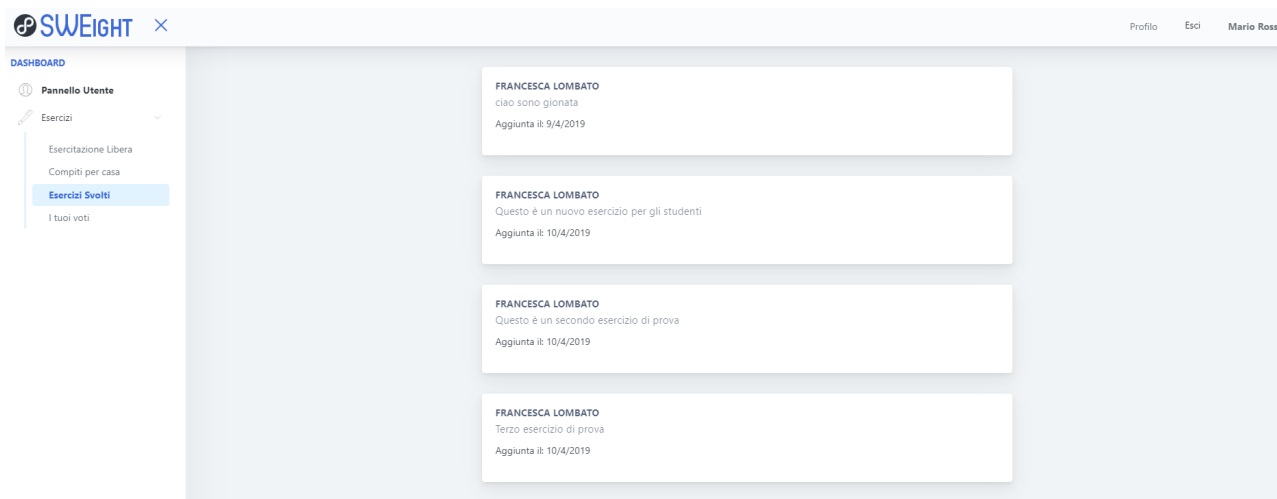 SWEIGHT
Profilo
Esci
Mario Ross
DASHBOARD
Pannello Utente
Esercizi
Esercitazione Libera
Compiti per casa
Esercizi Svolti
I tuoi voti
FRANCESCA LOMBATO
ciao sono gionata
Aggiunta il: 9/4/2019
FRANCESCA LOMBATO
Questo è un nuovo esercizio per gli studenti
Aggiunta il: 10/4/2019
FRANCESCA LOMBATO
Questo è un secondo esercizio di prova
Aggiunta il: 10/4/2019
FRANCESCA LOMBATO
Terzo esercizio di prova
Aggiunta il: 10/4/2019